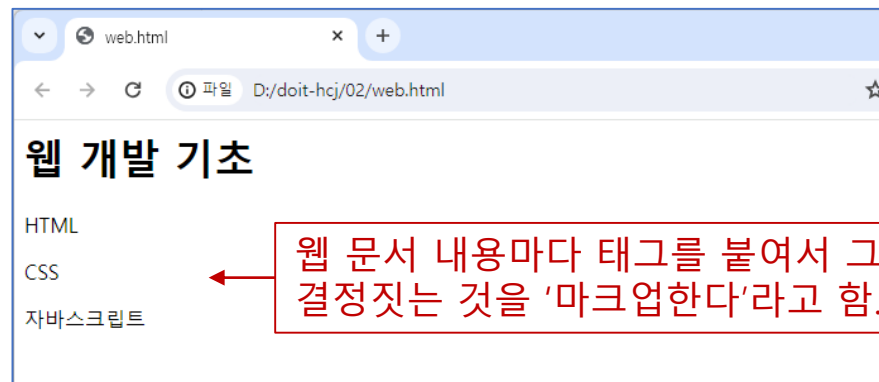 web.html
파일 D:/doit-hcj/02/web.html
웹 개발 기초
HTML
CSS
자바스크립트
웹 문서 내용마다 태그를 붙여서 그
결정짓는 것을 ‘마크업한다’라고 함.